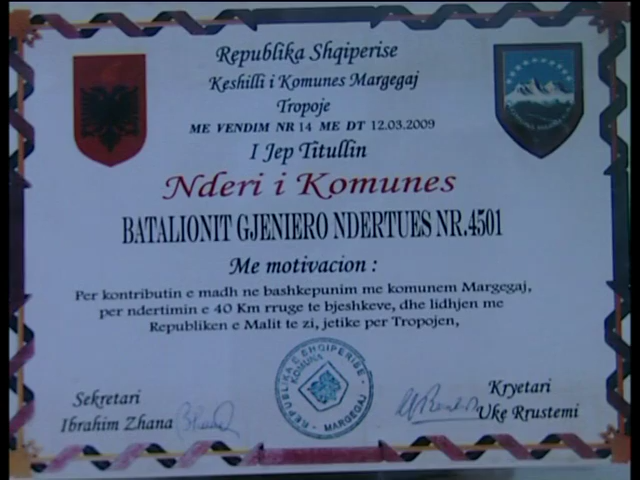 Republika Shqiperise
Keshilli i Komunes Margegaj
Tropoje
ME VENDIM NR 14 ME DT 12.03.2009
I Jep Titullin
Nderi i Komunes
BATALIONIT GJENIERO NDERTUES NR.4501
Me motivacion :
Per kontributin e madh ne bashkepunim me komunem Margegaj,
per ndertimin e 40 Km rruge te bjeshkeve, dhe lidhjen me
Republiken e Malit te zi, jetike per Tropojen,
REPUBLIKA E SHQIPERISE
KOMUNA
MARGEGAJ
Sekretari
Ibrahim Zhana
Kryetari
Uke Rrustemi